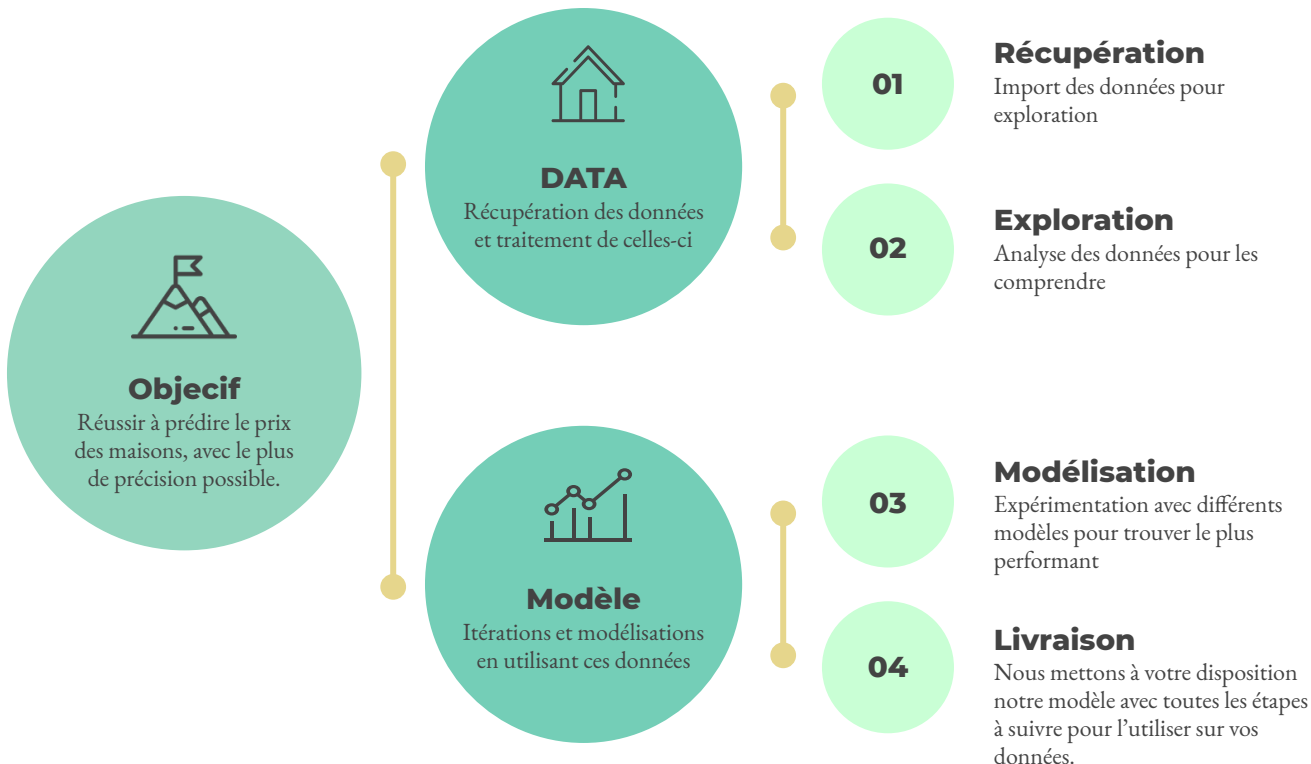 Objecif
Réussir à prédire le prix
des maisons, avec le plus
de précision possible.
DATA
Récupération des données
et traitement de celles-ci
01
Récupération
Import des données pour
exploration
02
Exploration
Analyse des données pour les
comprendre
Modèle
Itérations et modélisations
en utilisant ces données
03
Modélisation
Expérimentation avec différents
modèles pour trouver le plus
performant
04
Livraison
Nous mettons à votre disposition
notre modèle avec toutes les étapes
à suivre pour l’utiliser sur vos
données.